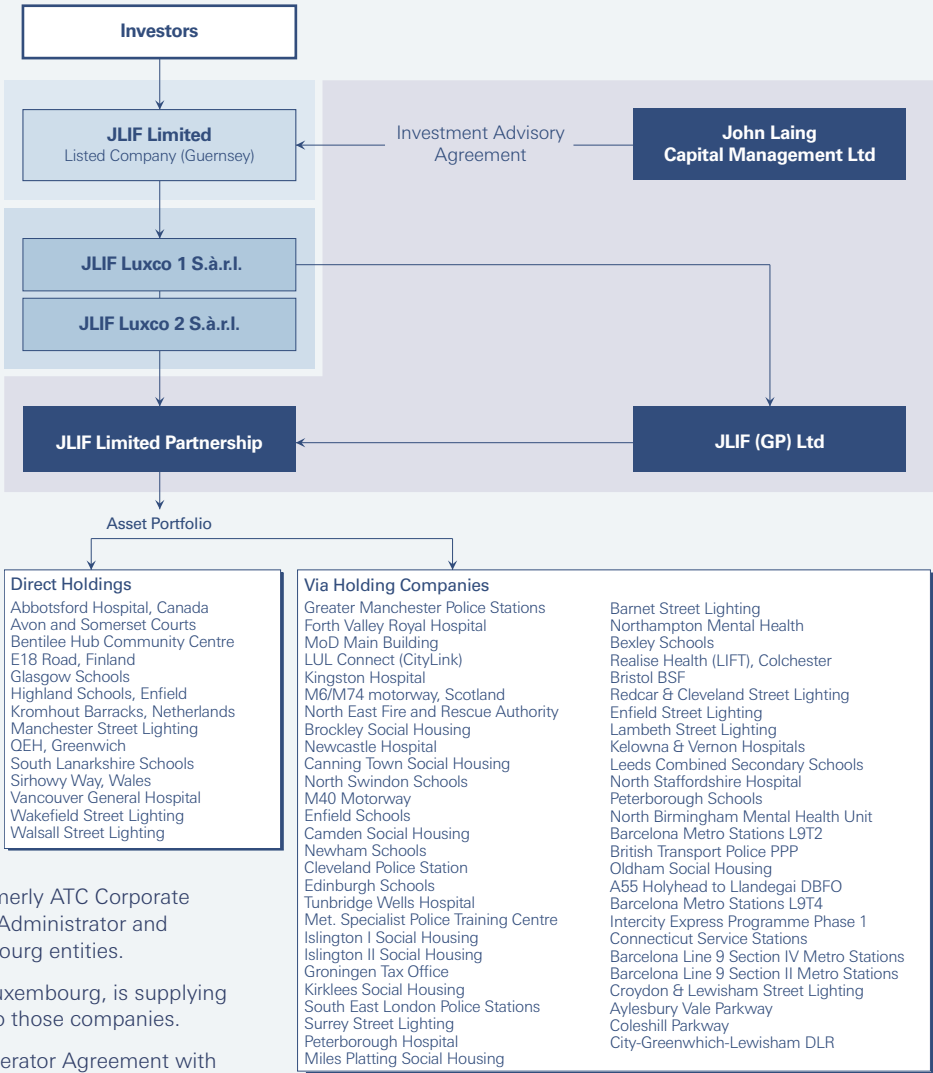 Investors
JLIF Limited
Listed Company (Guernsey)
Investment Advisory
Agreement
John Laing
Capital Management Ltd
JLIF Luxco 1 S.à.r.l.
JLIF Luxco 2 S.à.r.l.
JLIF Limited Partnership
JLIF (GP) Ltd
Asset Portfolio
Direct Holdings
Abbotsford Hospital, Canada
Avon and Somerset Courts
Bentilee Hub Community Centre
E18 Road, Finland
Glasgow Schools
Highland Schools, Enfield
Kromhout Barracks, Netherlands
Manchester Street Lighting
QEH, Greenwich
South Lanarkshire Schools
Sirhowy Way, Wales
Vancouver General Hospital
Wakefield Street Lighting
Walsall Street Lighting
Via Holding Companies
Greater Manchester Police Stations
Forth Valley Royal Hospital
MoD Main Building
LUL Connect (CityLink)
Kingston Hospital
M6/M74 motorway, Scotland
North East Fire and Rescue Authority
Brockley Social Housing
Newcastle Hospital
Canning Town Social Housing
North Swindon Schools
M40 Motorway
Enfield Schools
Camden Social Housing
Newham Schools
Cleveland Police Station
Edinburgh Schools
Tunbridge Wells Hospital
Met. Specialist Police Training Centre
Islington I Social Housing
Islington II Social Housing
Groningen Tax Office
Kirklees Social Housing
South East London Police Stations
Surrey Street Lighting
Peterborough Hospital
Miles Platting Social Housing
Barnet Street Lighting
Northampton Mental Health
Bexley Schools
Realise Health (LIFT), Colchester
Bristol BSF
Redcar & Cleveland Street Lighting
Enfield Street Lighting
Lambeth Street Lighting
Kelowna & Vernon Hospitals
Leeds Combined Secondary Schools
North Staffordshire Hospital
Peterborough Schools
North Birmingham Mental Health Unit
Barcelona Metro Stations L9T2
British Transport Police PPP
Oldham Social Housing
A55 Holyhead to Llandegai DBFO
Barcelona Metro Stations L9T4
Intercity Express Programme Phase 1
Connecticut Service Stations
Barcelona Line 9 Section IV Metro Stations
Barcelona Line 9 Section II Metro Stations
Croydon & Lewisham Street Lighting
Aylesbury Vale Parkway
Coleshill Parkway
City-Greenwhich-Lewisham DLR
merly ATC Corporate
Administrator and
ourg entities.
uxembourg, is supplying
o those companies.
erator Agreement with